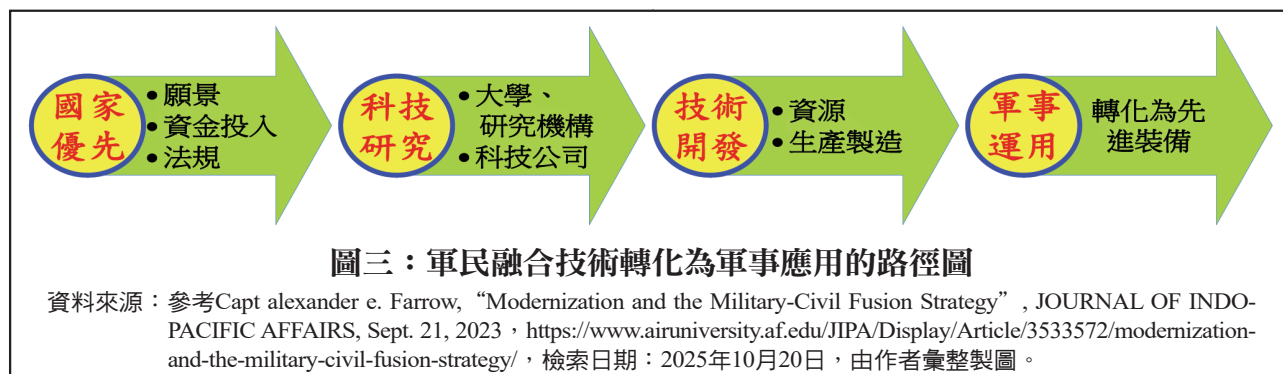 國家
優先
•願景
•資金投入
•法規
科技
研究
•大學、
研究機構
•科技公司
技術
開發
•資源
•生產製造
軍事
運用
轉化為先
進裝備
圖三：軍民融合技術轉化為軍事應用的路徑圖
資料來源：參考Capt alexander e. Farrow, “Modernization and the Military-Civil Fusion Strategy”, JOURNAL OF INDO-
PACIFIC AFFAIRS, Sept. 21, 2023，https://www.airuniversity.af.edu/JIPA/Display/Article/3533572/modernization-
and-the-military-civil-fusion-strategy/，檢索日期：2025年10月20日，由作者彙整製圖。